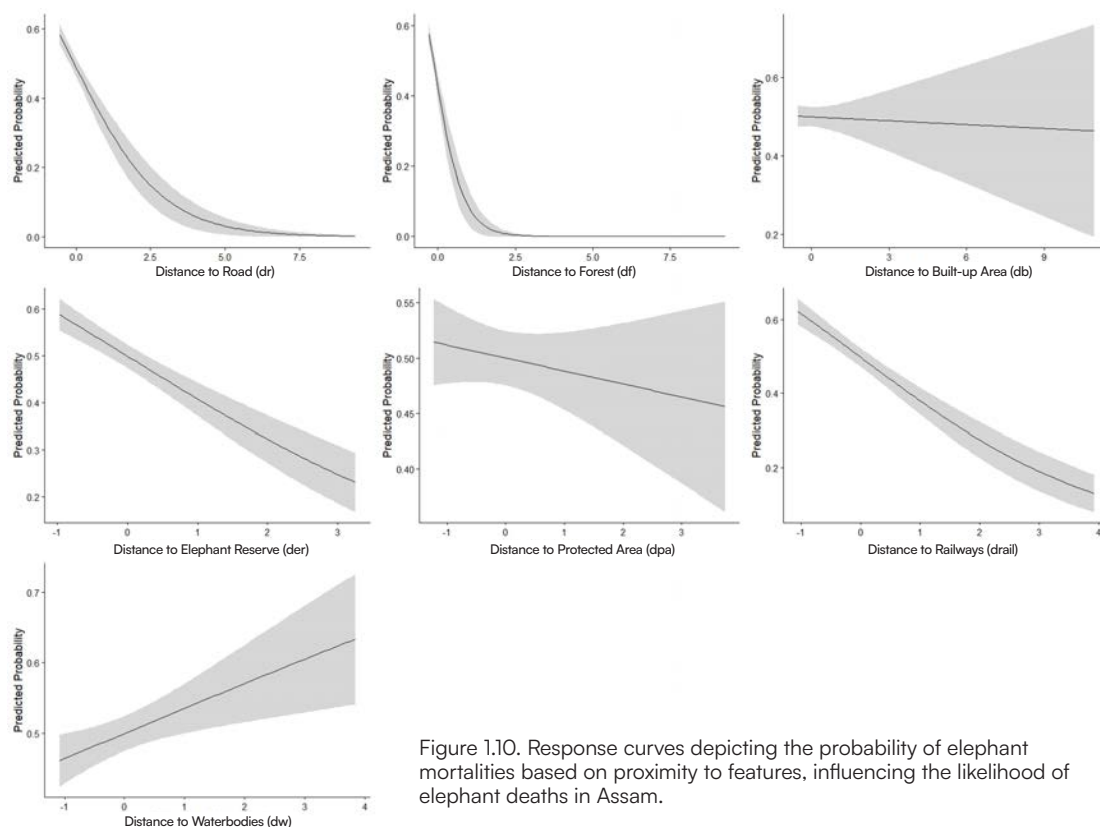 Predicted Probability
0.6
0.4
0.2
0.0
0.0 2.5 5.0 7.5
Distance to Road (dr)
Predicted Probability
0.6
0.4
0.2
0.0
0.0 2.5 5.0 7.5
Distance to Forest (df)
Predicted Probability
0.6
0.4
0.2
0 3 6 9
Distance to Built-up Area (db)
Predicted Probability
0.6
0.5
0.4
0.3
0.2
-1 0 1 2 3
Distance to Elephant Reserve (der)
Predicted Probability
0.55
0.50
0.45
0.40
-1 0 1 2 3
Distance to Protected Area (dpa)
Predicted Probability
0.6
0.4
0.2
-1 0 1 2 3 4
Distance to Railways (drail)
Predicted Probability
0.7
0.6
0.5
-1 0 1 2 3 4
Distance to Waterbodies (dw)
Figure 1.10. Response curves depicting the probability of elephant
mortalities based on proximity to features, influencing the likelihood of
elephant deaths in Assam.